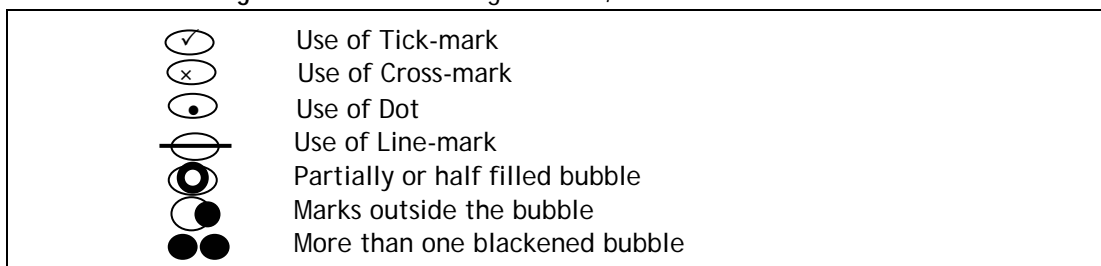 Use of Tick-mark
Use of Cross-mark
Use of Dot
Use of Line-mark
Partially or half filled bubble
Marks outside the bubble
More than one blackened bubble